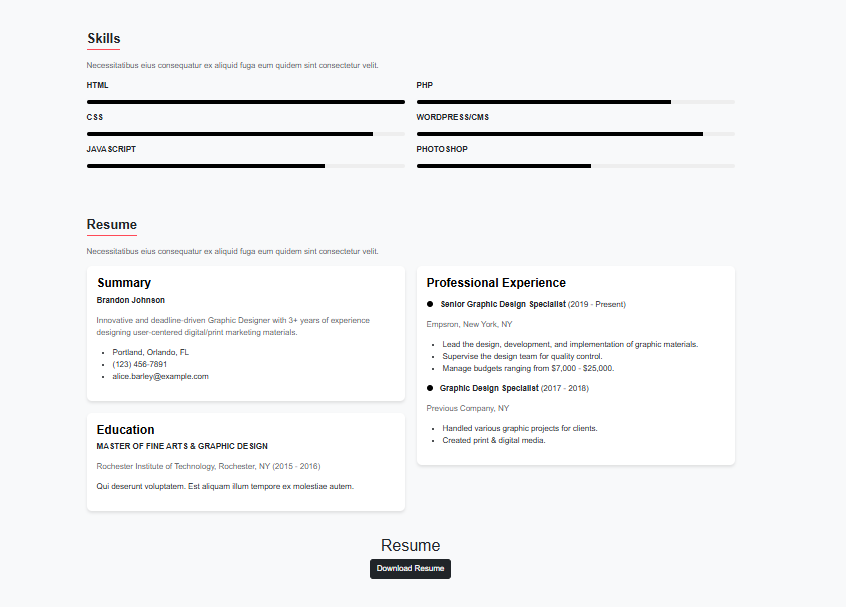 Skills
Necessitatibus eius consequatur ex aliquid fuga eum quidem sint consectetur velit.
HTML
CSS
JAVASCRIPT
PHP
WORDPRESS/CMS
PHOTOSHOP
Resume
Necessitatibus eius consequatur ex aliquid fuga eum quidem sint consectetur velit.
Summary
Brandon Johnson
Innovative and deadline-driven Graphic Designer with 3+ years of experience
designing user-centered digital/print marketing materials.
• Portland, Orlando, FL
• (123) 456-7891
• alice.barley@example.com
Education
MASTER OF FINE ARTS & GRAPHIC DESIGN
Rochester Institute of Technology, Rochester, NY (2015 - 2016)
Qui deserunt voluptatem. Est aliquam illum tempore ex molestiae autem.
Professional Experience
● Senior Graphic Design Specialist (2019 - Present)
Empsron, New York, NY
• Lead the design, development, and implementation of graphic materials.
• Supervise the design team for quality control.
• Manage budgets ranging from $7,000 - $25,000.
● Graphic Design Specialist (2017 - 2018)
Previous Company, NY
• Handled various graphic projects for clients.
• Created print & digital media.
Resume
Download Resume